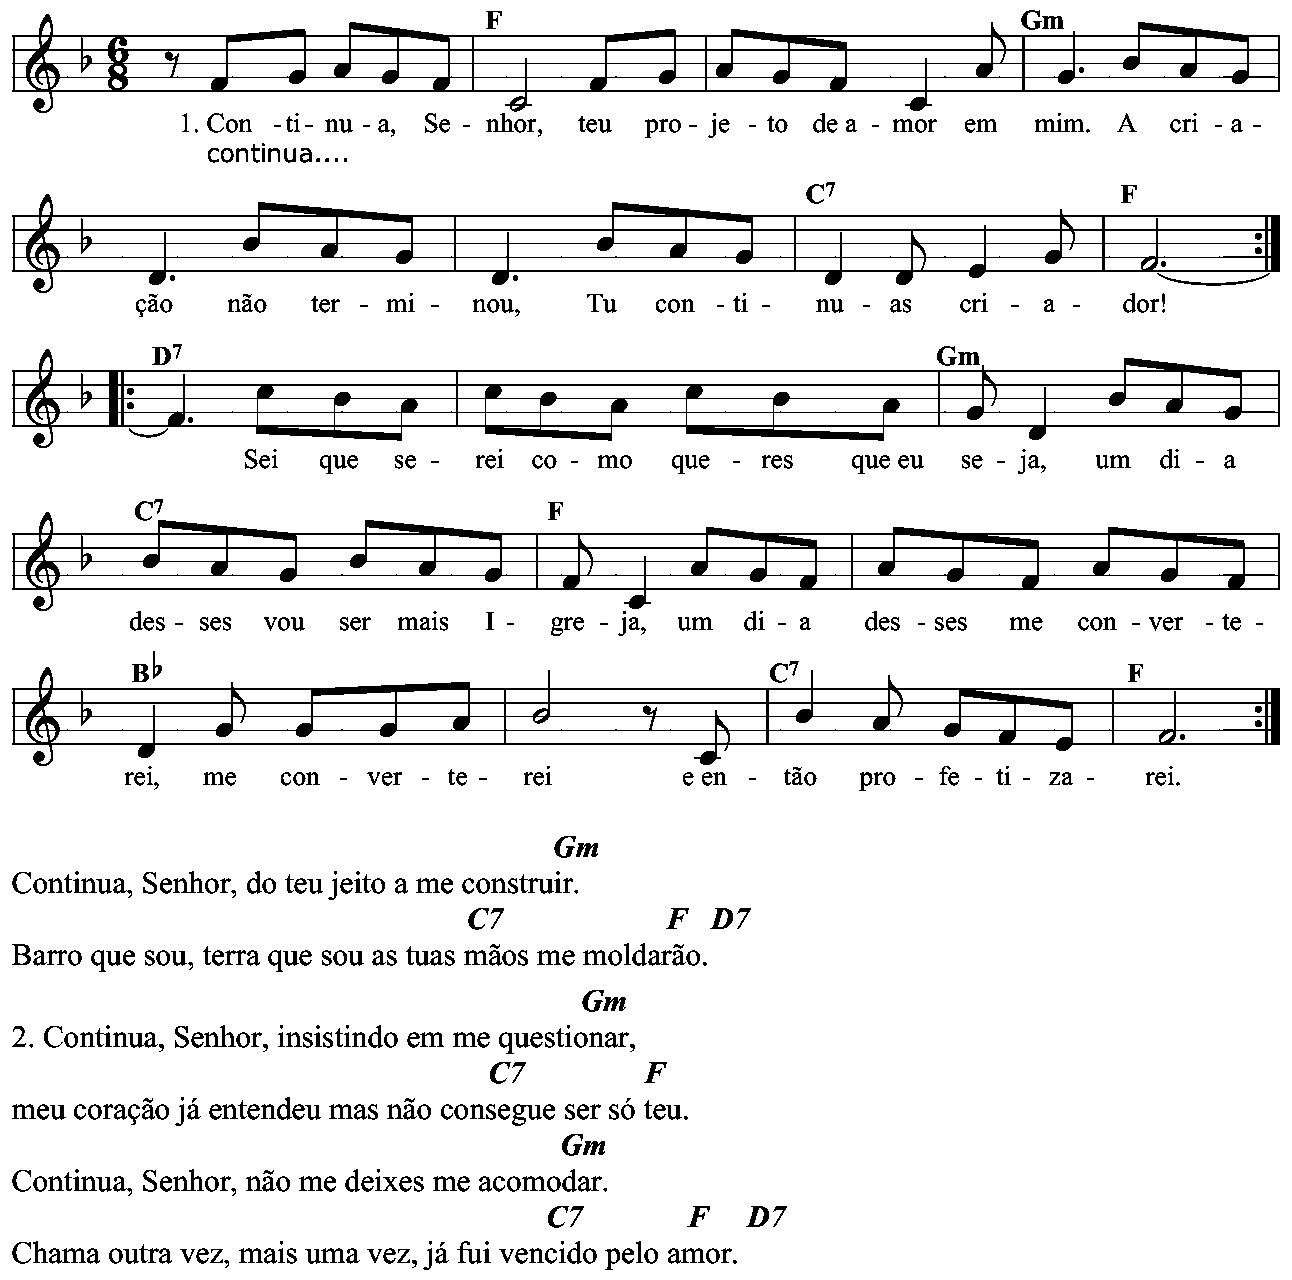 F Gm
6
8
1. Con - ti- nu - a, Se - nhor, teu pro - je - to de a - mor em mim. A cri - a -
continua....
C7 F
ção não ter - mi - nou, Tu con - ti - nu - as cri - a - dor!
D7 Gm
Sei que se- rei co - mo que - res que eu se - ja, um di - a
C7 F
des - ses vou ser mais I - gre - ja, um di - a des - ses me con - ver - te -
B♭ C7 F
rei, me con - ver - te - rei e en - tão pro - fe - ti - za - rei.
Gm
Continua, Senhor, do teu jeito a me construir.
C7 F D7
Barro que sou, terra que sou as tuas mãos me moldarão.
Gm
2. Continua, Senhor, insistindo em me questionar,
C7 F
meu coração já entendeu mas não consegue ser só teu.
Gm
Continua, Senhor, não me deixes me acomodar.
C7 F D7
Chama outra vez, mais uma vez, já fui vencido pelo amor.